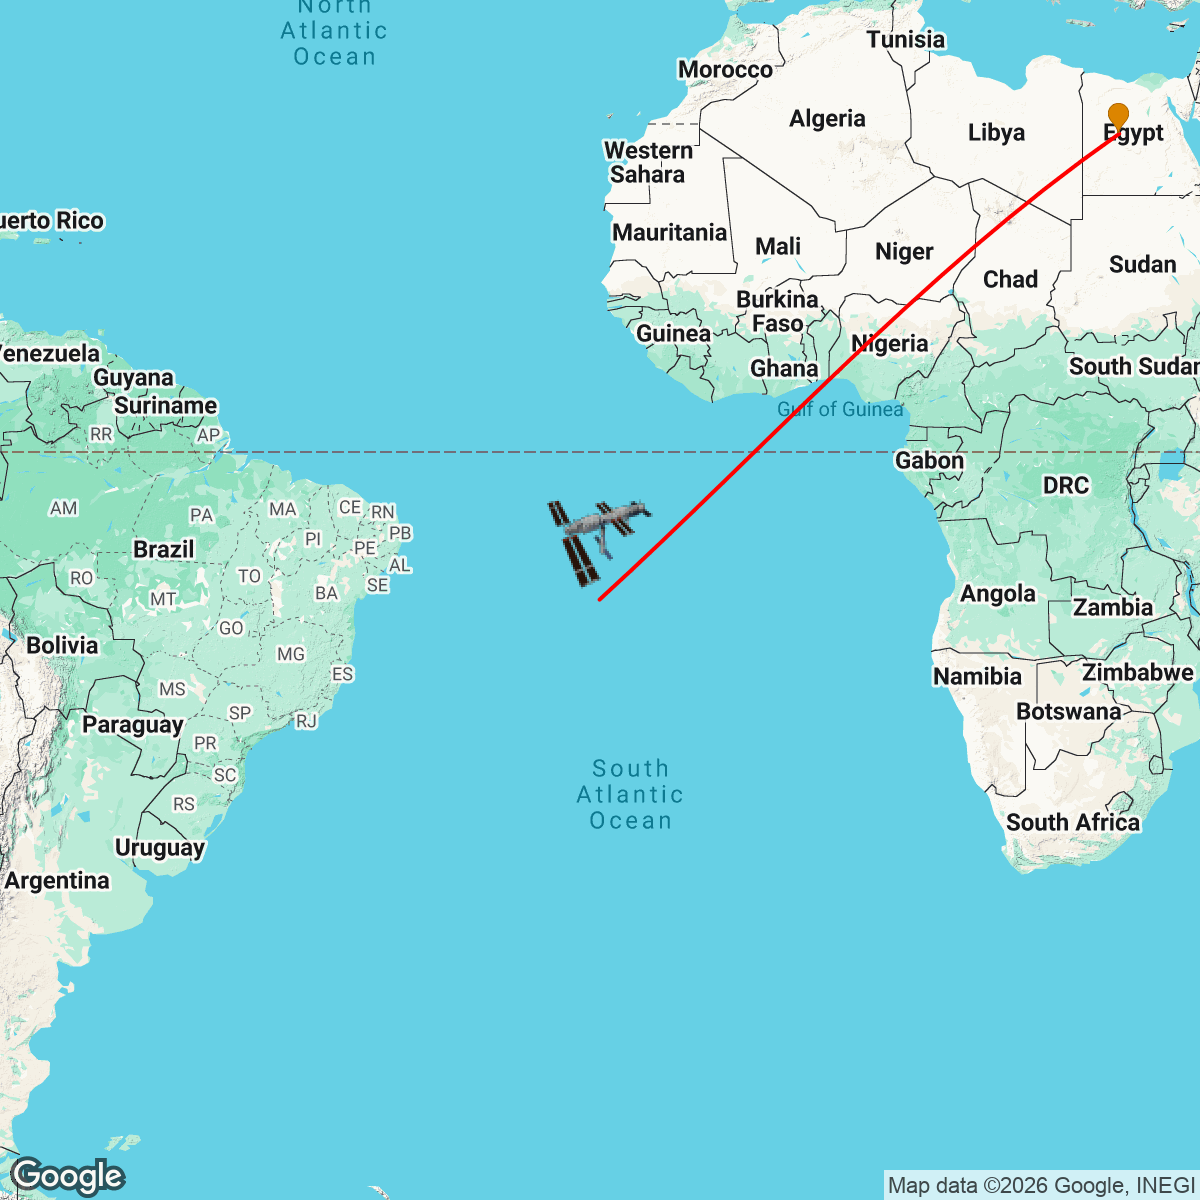 North
Atlantic
Ocean
Tunisia
Morocco
Algeria
Libya
Egypt
Western
Sahara
uerto Rico
Mauritania
Mali
Niger
Chad
Sudan
Burkina
Faso
Guinea
Nigeria
Ghana
South Sudan
Venezuela
Guyana
Suriname
Gulf of Guinea
RR
AP
Gabon
DRC
AM
PA
MA
CE
RN
PI
PB
PE
Brazil
AL
RO
TO
SE
MT
BA
Angola
Zambia
GO
Bolivia
MG
ES
Namibia
Zimbabwe
MS
SP
RJ
Botswana
Paraguay
PR
SC
South
Atlantic
Ocean
RS
South Africa
Uruguay
Argentina
Google
Map data ©2026 Google, INEGI